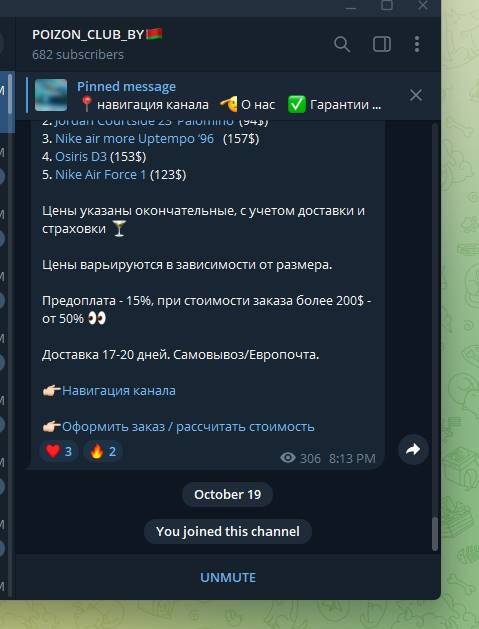 POIZON_CLUB_BY
682 subscribers
Pinned message
📍навигация канала 🫡О нас ✅ Гарантии ...
2. Jordan Courtside 23 'Palomino' (94$)
3. Nike air more Uptempo '96 (157$)
4. Osiris D3 (153$)
5. Nike Air Force 1 (123$)
Цены указаны окончательные, с учетом доставки и
страховки 🍸
Цены варьируются в зависимости от размера.
Предоплата - 15%, при стоимости заказа более 200$ -
от 50% 👀
Доставка 17-20 дней. Самовывоз/Европочта.
👉🏻Навигация канала
👉🏻Оформить заказ / рассчитать стоимость
❤️ 3 🔥 2
306 8:13 PM
October 19
You joined this channel
UNMUTE